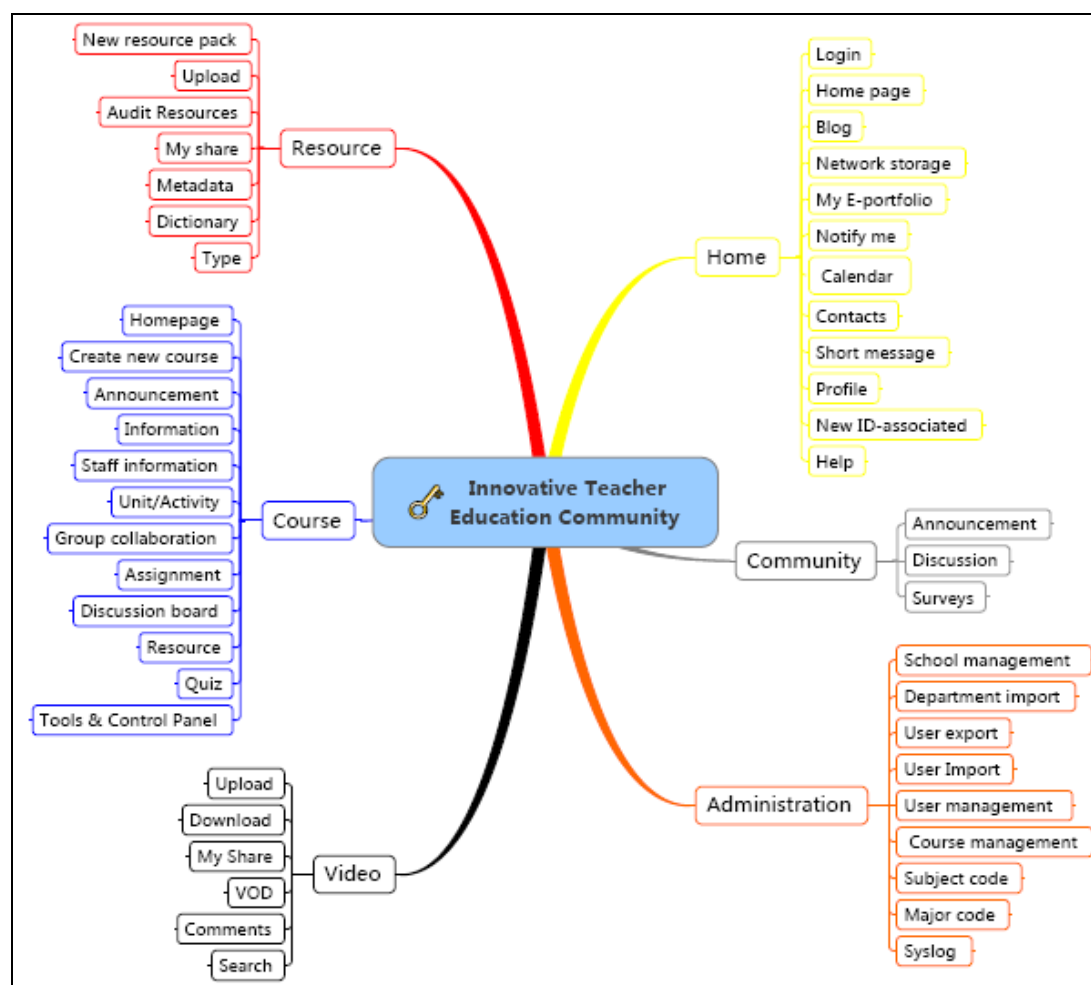 New resource pack
Upload
Audit Resources
My share
Metadata
Dictionary
Type
Resource
Login
Home page
Blog
Network storage
My E-portfolio
Notify me
Calendar
Contacts
Short message
Profile
New ID-associated
Help
Home
Homepage
Create new course
Announcement
Information
Staff information
Unit/Activity
Group collaboration
Assignment
Discussion board
Resource
Quiz
Tools & Control Panel
Course
Innovative Teacher
Education Community
Community
Announcement
Discussion
Surveys
Administration
School management
Department import
User export
User Import
User management
Course management
Subject code
Major code
Syslog
Upload
Download
My Share
VOD
Comments
Search
Video